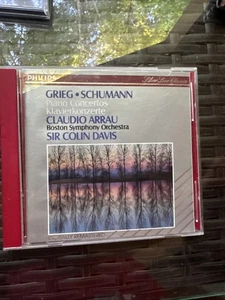 PHILIPS
GRIEG • SCHUMANN
Piano Concertos
Klavierkonzerte
CLAUDIO ARRAU
Boston Symphony Orchestra
SIR COLIN DAVIS